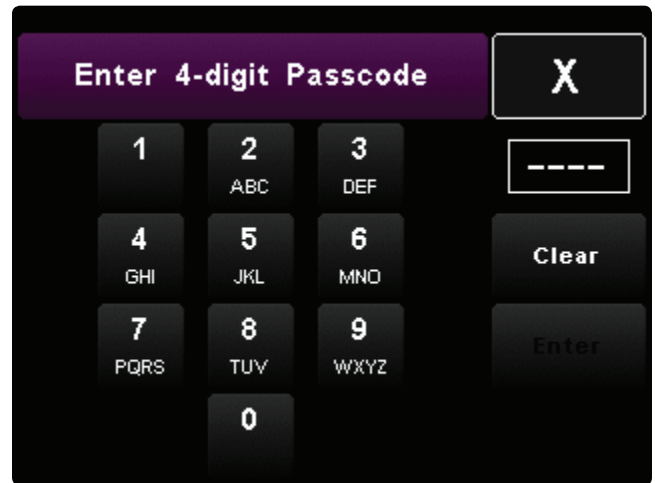 Enter 4-digit Passcode X
1 2 3 ----
ABC DEF
4 5 6 Clear
GHI JKL MNO
7 8 9 Enter
PQRS TUV WXYZ
0